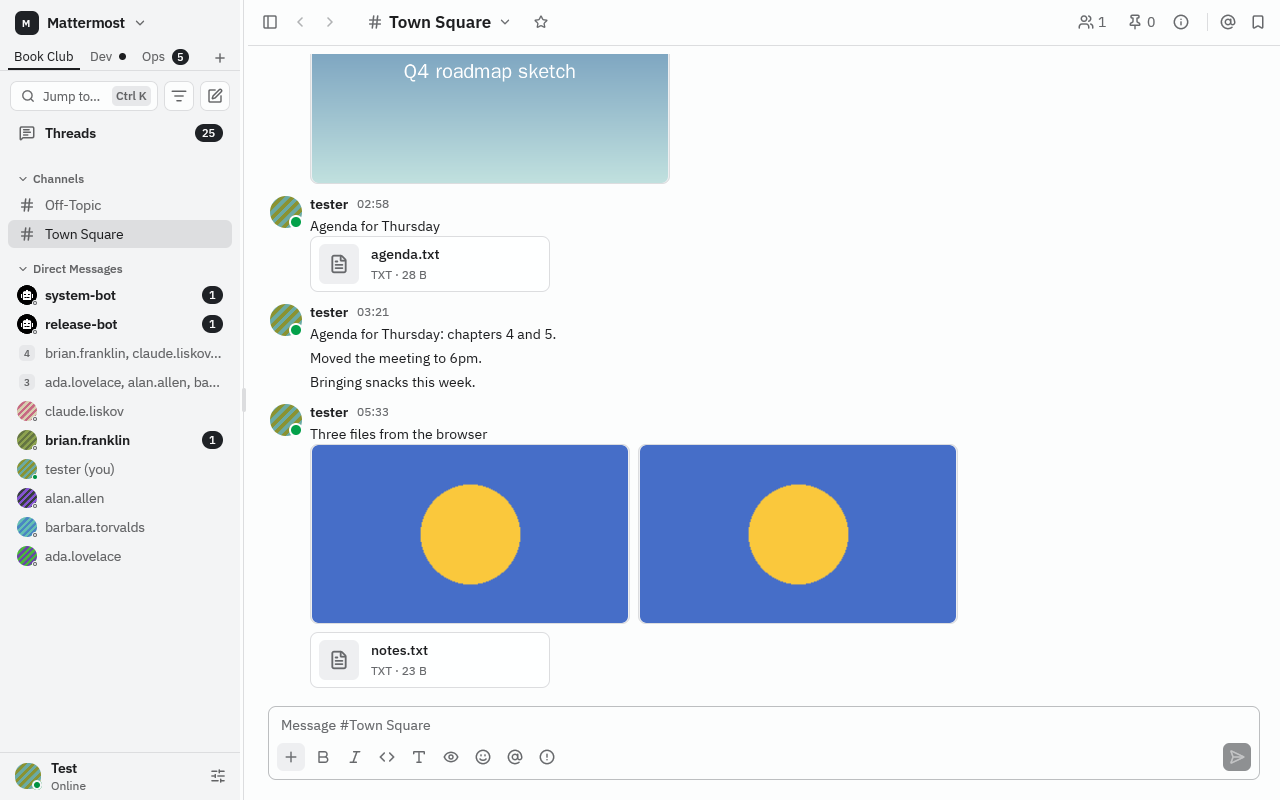 M Mattermost
Book Club Dev Ops 5
Jump to... Ctrl K
Threads 25
Channels
Off-Topic
Town Square
Direct Messages
system-bot 1
release-bot 1
4 brian.franklin, claude.liskov...
3 ada.lovelace, alan.allen, ba...
claude.liskov
brian.franklin 1
tester (you)
alan.allen
barbara.torvalds
ada.lovelace
Test
Online
Town Square
1 0
Q4 roadmap sketch
tester 02:58
Agenda for Thursday
agenda.txt
TXT · 28 B
tester 03:21
Agenda for Thursday: chapters 4 and 5.
Moved the meeting to 6pm.
Bringing snacks this week.
tester 05:33
Three files from the browser
notes.txt
TXT · 23 B
Message #Town Square